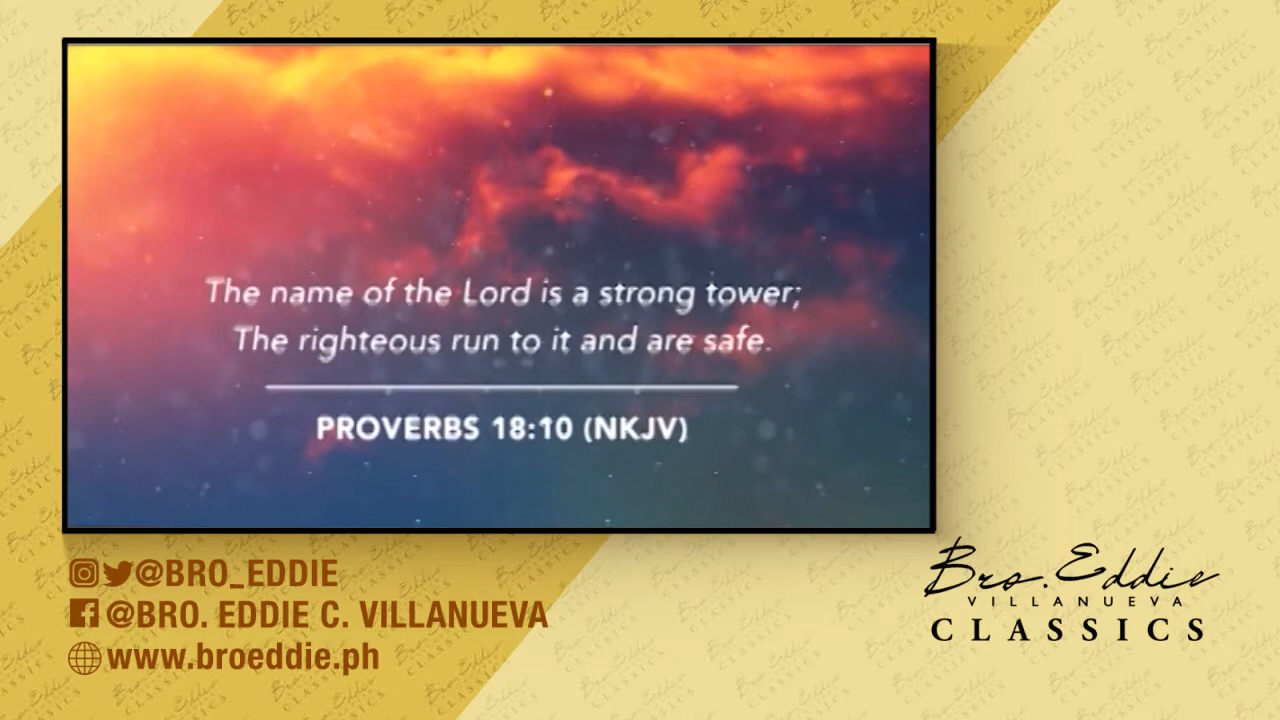 The name of the Lord is a strong tower;
The righteous run to it and are safe.
PROVERBS 18:10 (NKJV)
@BRO_EDDIE
@BRO. EDDIE C. VILLANUEVA
www.broeddie.ph
Bro. Eddie
VILLANUEVA
CLASSICS